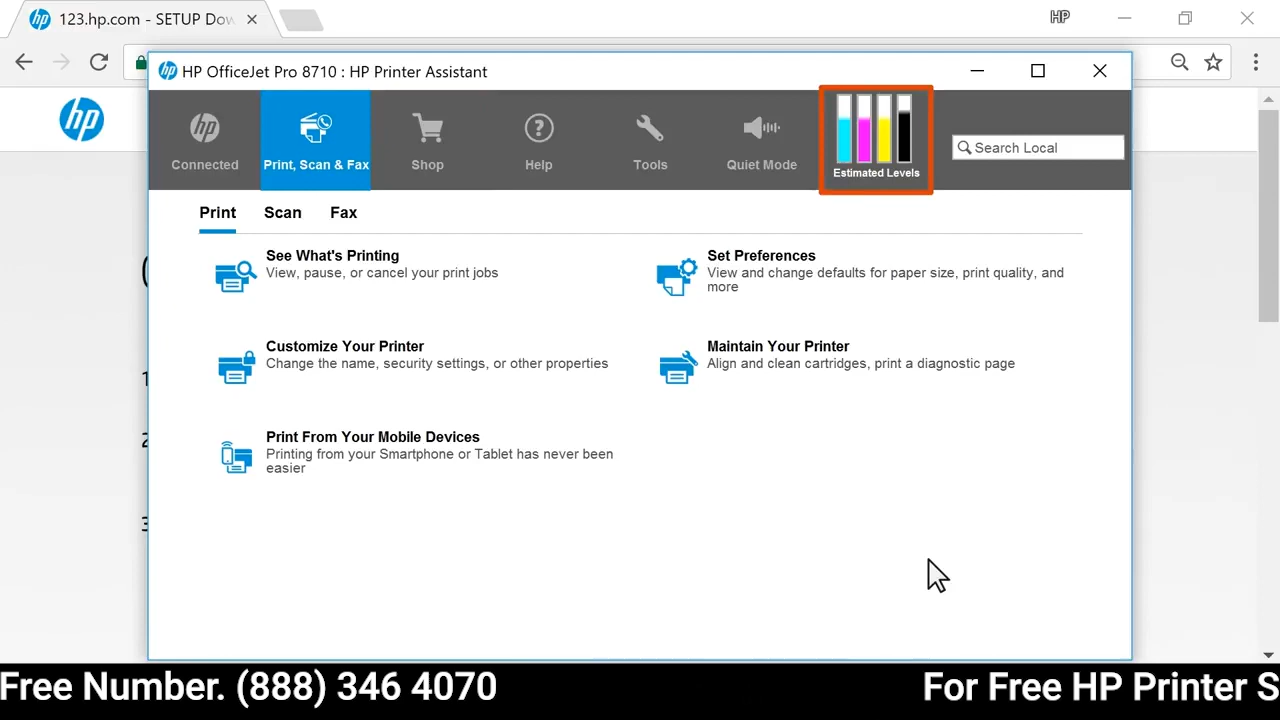 123.hp.com - SETUP Dow
HP
HP OfficeJet Pro 8710 : HP Printer Assistant
Connected
Print, Scan & Fax
Shop
Help
Tools
Quiet Mode
Estimated Levels
Search Local
Print Scan Fax
See What's Printing
View, pause, or cancel your print jobs
Set Preferences
View and change defaults for paper size, print quality, and
more
Customize Your Printer
Change the name, security settings, or other properties
Maintain Your Printer
Align and clean cartridges, print a diagnostic page
Print From Your Mobile Devices
Printing from your Smartphone or Tablet has never been
easier
Free Number. (888) 346 4070
For Free HP Printer S